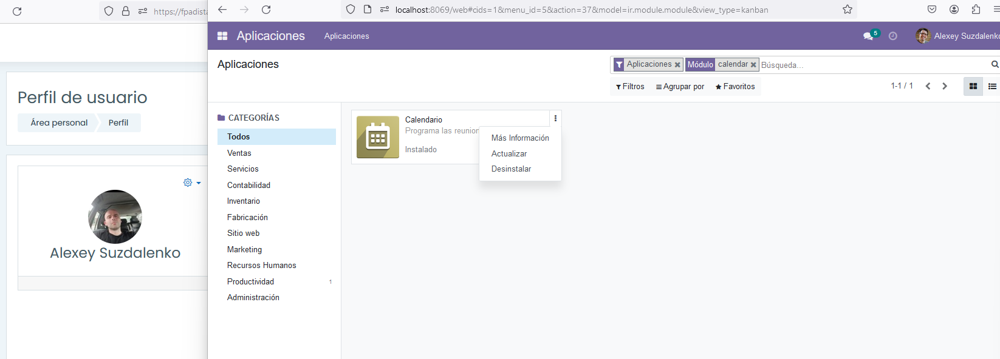 https://fpadista
Perfil de usuario
Área personal
Perfil
Alexey Suzdalenko
localhost:8069/web#cids=1&menu_id=5&action=37&model=ir.module.module&view_type=kanban
Aplicaciones
Aplicaciones
5
Alexey Suzdalenko
Aplicaciones
Aplicaciones
Módulo
calendar
Búsqueda...
Filtros
Agrupar por
Favoritos
1-1 / 1
CATEGORÍAS
Todos
Ventas
Servicios
Contabilidad
Inventario
Fabricación
Sitio web
Marketing
Recursos Humanos
Productividad 1
Administración
Calendario
Programa las reunion
Instalado
Más Información
Actualizar
Desinstalar